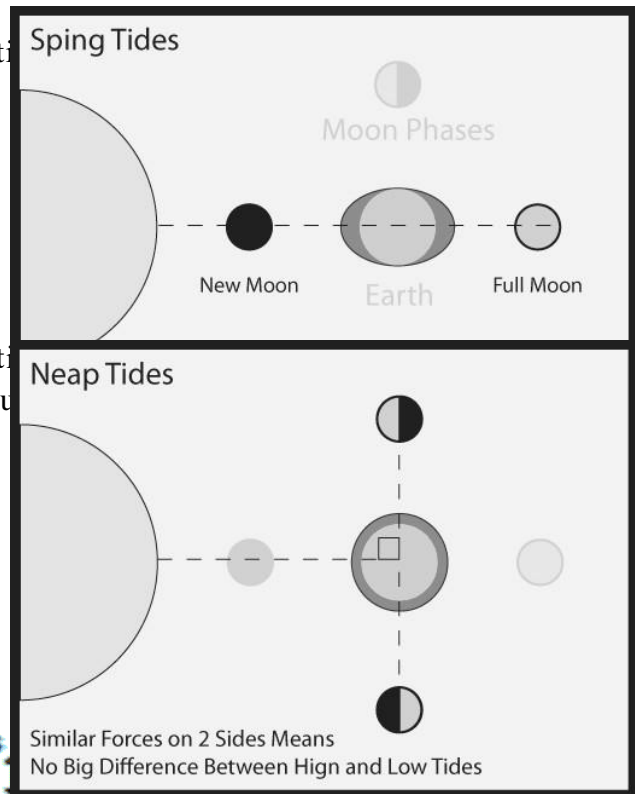 Sping Tides
Moon Phases
New Moon
Earth
Full Moon
Neap Tides
Similar Forces on 2 Sides Means
No Big Difference Between Hign and Low Tides